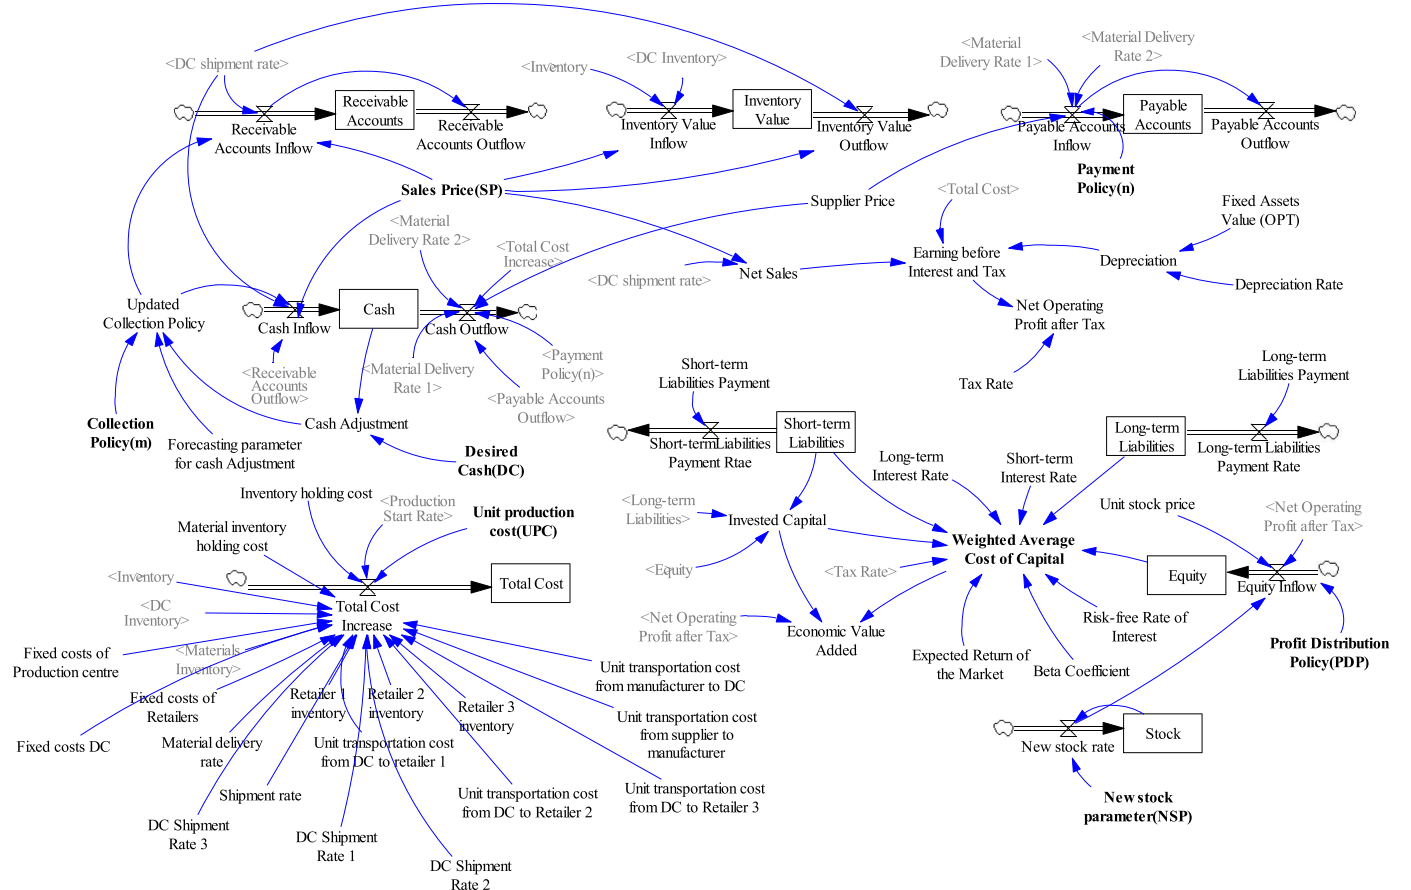 <DC shipment rate>
Receivable
Accounts
Receivable
Accounts Inflow
Receivable
Accounts Outflow
<Inventory>
<DC Inventory>
Inventory
Value
Inventory Value
Inflow
Inventory Value
Outflow
<Material
Delivery Rate 1>
<Material Delivery
Rate 2>
Payable
Accounts
Payable Accounts
Inflow
Payable Accounts
Outflow
Payment
Policy(n)
Sales Price(SP)
Supplier Price
<Total Cost>
Fixed Assets
Value (OPT)
<Material
Delivery Rate 2>
<Total Cost
Increase>
<DC shipment rate>
Net Sales
Earning before
Interest and Tax
Depreciation
Depreciation Rate
Updated
Collection Policy
Cash
Cash Inflow
Cash Outflow
Net Operating
Profit after Tax
Tax Rate
<Receivable
Accounts
Outflow>
<Material Delivery
Rate 1>
<Payment
Policy(n)>
<Payable Accounts
Outflow>
Collection
Policy(m)
Forecasting parameter
for cash Adjustment
Cash Adjustment
Desired
Cash(DC)
Short-term
Liabilities Payment
Short-term
Liabilities
Short-termLiabilities
Payment Rtae
Long-term
Liabilities Payment
Long-term
Liabilities
Long-term Liabilities
Payment Rate
Long-term
Interest Rate
Short-term
Interest Rate
Inventory holding cost
<Production
Start Rate>
Unit production
cost(UPC)
Material inventory
holding cost
<Long-term
Liabilities>
Invested Capital
Unit stock price
<Net Operating
Profit after Tax>
Weighted Average
Cost of Capital
<Equity>
<Tax Rate>
Equity
Equity Inflow
<Inventory>
Total Cost
Total Cost
Increase
<DC
Inventory>
<Net Operating
Profit after Tax>
Economic Value
Added
Risk-free Rate of
Interest
Profit Distribution
Policy(PDP)
Fixed costs of
Production centre
<Materials
Inventory>
Expected Return of
the Market
Beta Coefficient
Unit transportation cost
from manufacturer to DC
Fixed costs of
Retailers
Retailer 1
inventory
Retailer 2
inventory
Retailer 3
inventory
Unit transportation cost
from supplier to
manufacturer
Fixed costs DC
Material delivery
rate
Unit transportation cost
from DC to retailer 1
New stock rate
Stock
Shipment rate
Unit transportation cost
from DC to Retailer 2
Unit transportation cost
from DC to Retailer 3
New stock
parameter(NSP)
DC Shipment
Rate 3
DC Shipment
Rate 1
DC Shipment
Rate 2